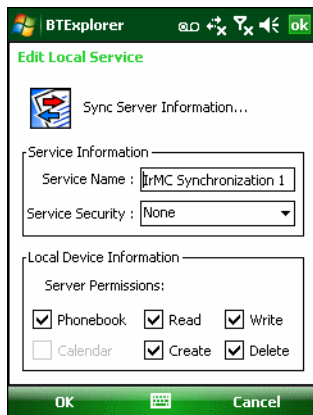 BTExplorer ok
Edit Local Service
Sync Server Information...
Service Information
Service Name : IrMC Synchronization 1
Service Security : None
Local Device Information
Server Permissions:
Phonebook Read Write
Calendar Create Delete
OK Cancel